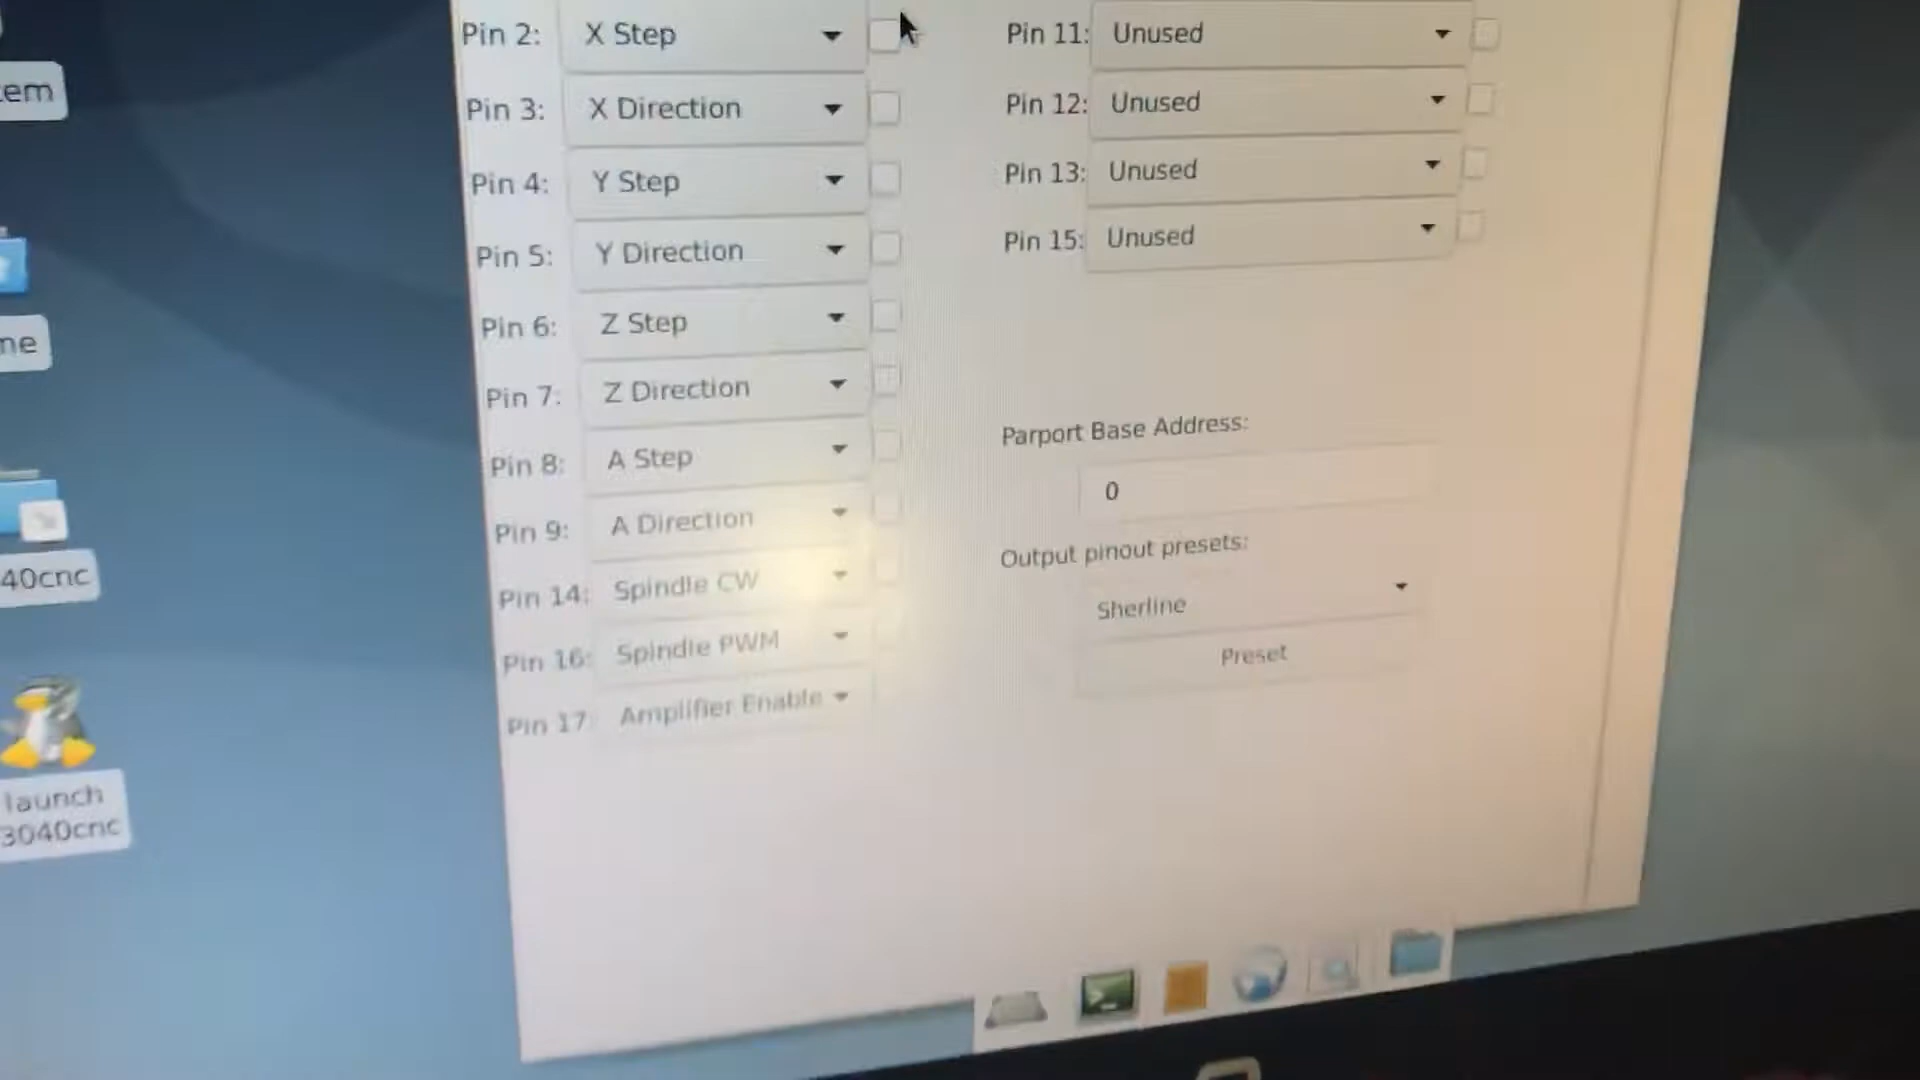 Pin 2: X Step
Pin 3: X Direction
Pin 4: Y Step
Pin 5: Y Direction
Pin 6: Z Step
Pin 7: Z Direction
Pin 8: A Step
Pin 9: A Direction
Pin 14: Spindle CW
Pin 16: Spindle PWM
Pin 17: Amplifier Enable
Pin 11: Unused
Pin 12: Unused
Pin 13: Unused
Pin 15: Unused
Parport Base Address:
0
Output pinout presets:
Sherline
Preset
em
me
40cnc
launch
3040cnc